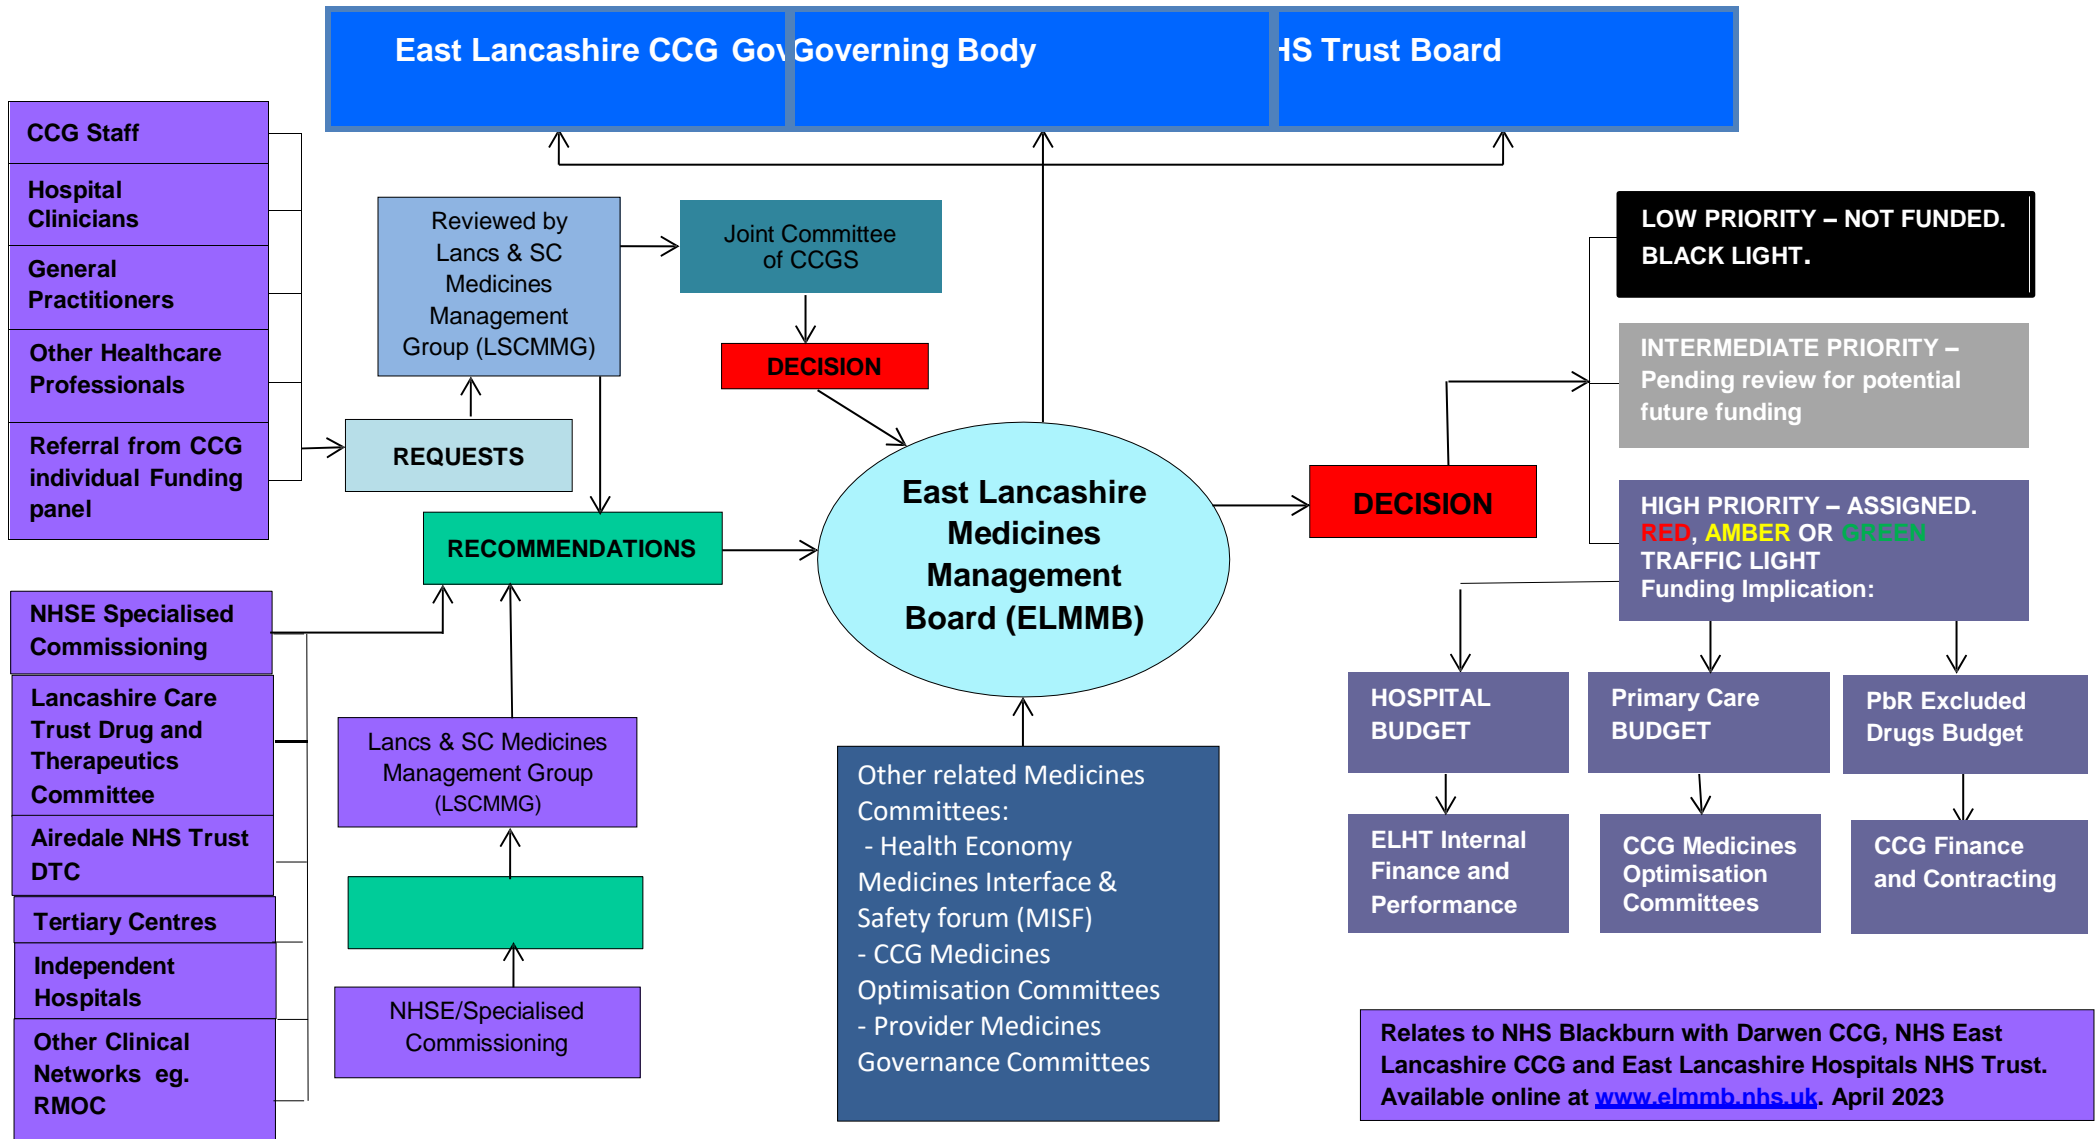 East Lancashire CCG Gov
Governing Body
HS Trust Board
CCG Staff
Hospital
Clinicians
General
Practitioners
Other Healthcare
Professionals
Referral from CCG
individual Funding
panel
REQUESTS
Reviewed by
Lancs & SC
Medicines
Management
Group (LSCMMG)
Joint Committee
of CCGS
DECISION
RECOMMENDATIONS
East Lancashire
Medicines
Management
Board (ELMMB)
DECISION
LOW PRIORITY – NOT FUNDED.
BLACK LIGHT.
INTERMEDIATE PRIORITY –
Pending review for potential
future funding
HIGH PRIORITY – ASSIGNED.
RED, AMBER OR GREEN
TRAFFIC LIGHT
Funding Implication:
HOSPITAL
BUDGET
Primary Care
BUDGET
PbR Excluded
Drugs Budget
ELHT Internal
Finance and
Performance
CCG Medicines
Optimisation
Committees
CCG Finance
and Contracting
NHSE Specialised
Commissioning
Lancashire Care
Trust Drug and
Therapeutics
Committee
Airedale NHS Trust
DTC
Tertiary Centres
Independent
Hospitals
Other Clinical
Networks eg.
RMOC
Lancs & SC Medicines
Management Group
(LSCMMG)
NHSE/Specialised
Commissioning
Other related Medicines
Committees:
- Health Economy
Medicines Interface &
Safety forum (MISF)
- CCG Medicines
Optimisation Committees
- Provider Medicines
Governance Committees
Relates to NHS Blackburn with Darwen CCG, NHS East
Lancashire CCG and East Lancashire Hospitals NHS Trust.
Available online at www.elmmb.nhs.uk. April 2023